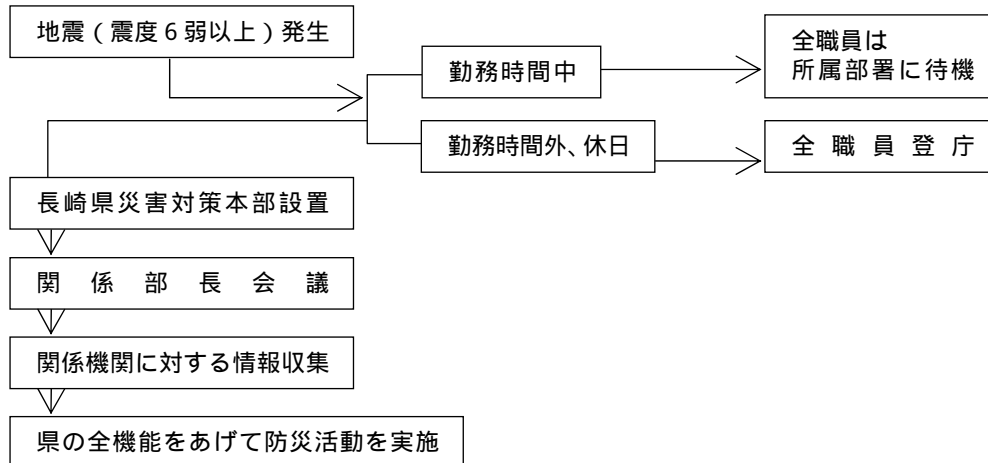 地震(震度6弱以上)発生
勤務時間中
全職員は
所属部署に待機
勤務時間外、休日
全職員登庁
長崎県災害対策本部設置
関係部長会議
関係機関に対する情報収集
県の全機能をあげて防災活動を実施